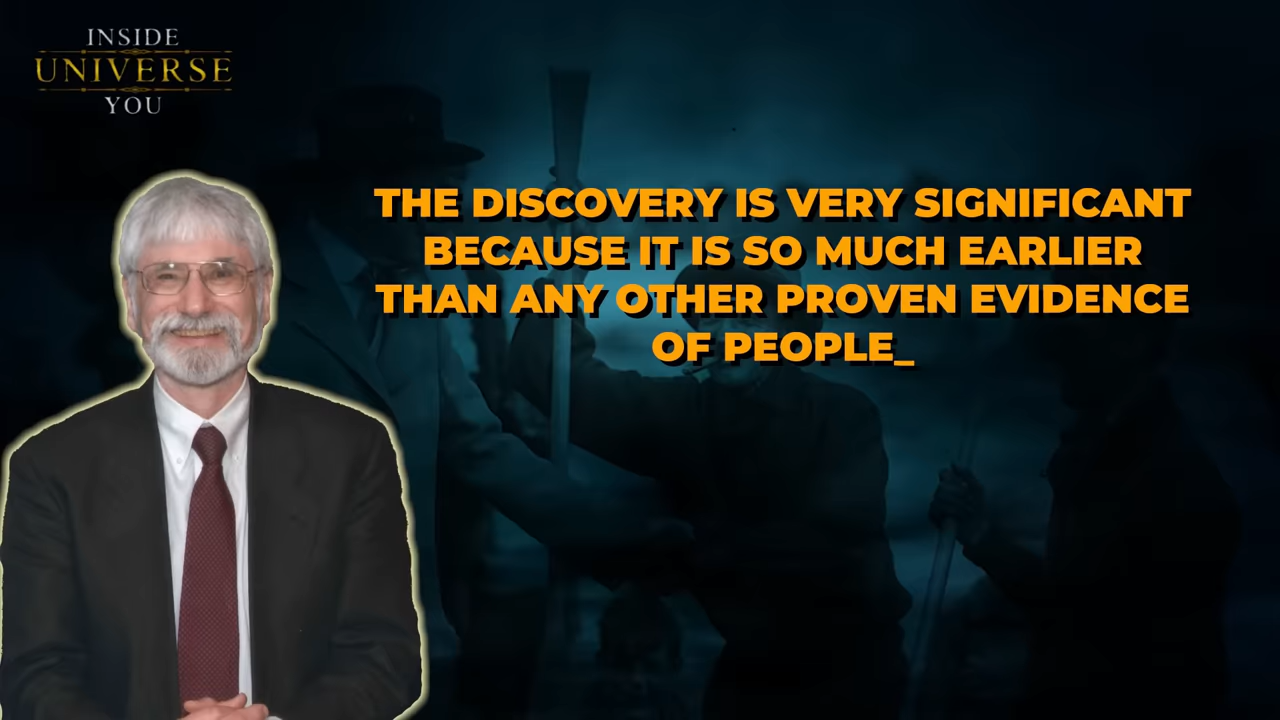 INSIDE
UNIVERSE
YOU
THE DISCOVERY IS VERY SIGNIFICANT
BECAUSE IT IS SO MUCH EARLIER
THAN ANY OTHER PROVEN EVIDENCE
OF PEOPLE_